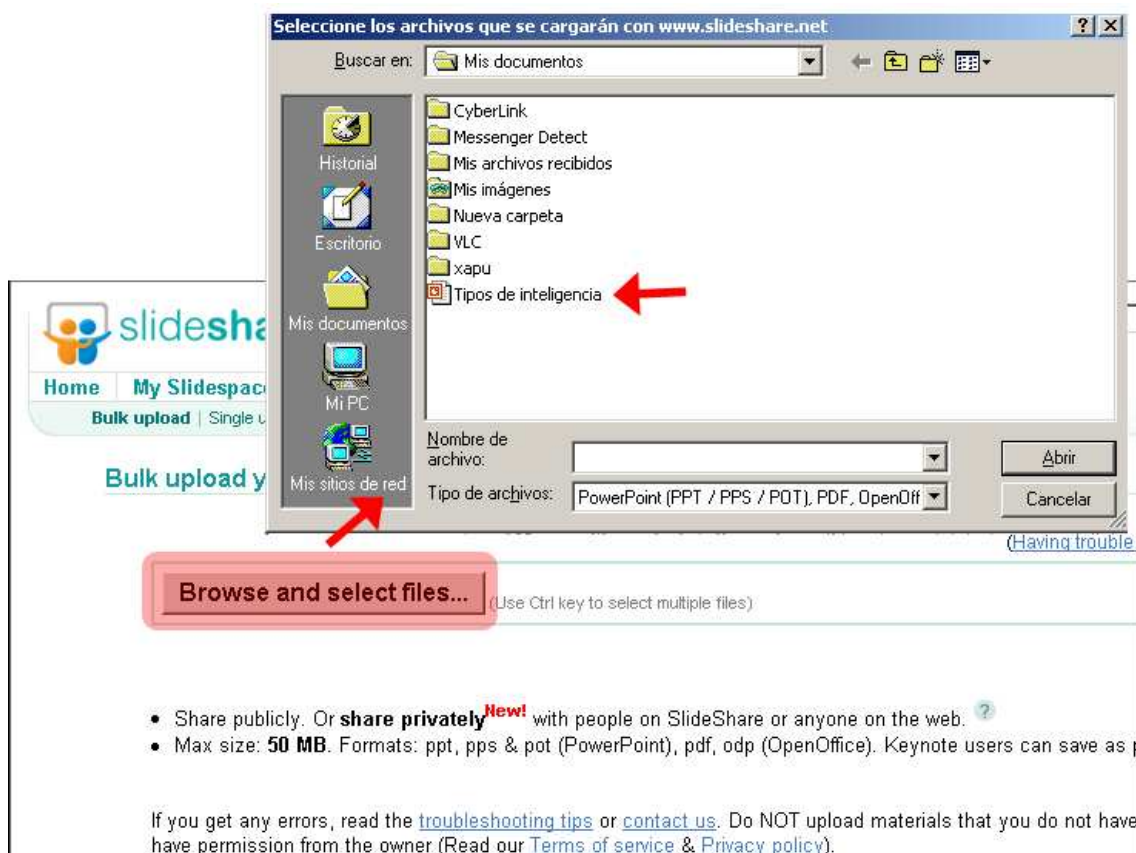 Seleccione los archivos que se cargarán con www.slideshare.net
Buscar en: Mis documentos
CyberLink
Messenger Detect
Mis archivos recibidos
Mis imágenes
Nueva carpeta
VLC
xapu
Tipos de inteligencia
Historial
Escritorio
Mis documentos
Mi PC
Mis sitios de red
Nombre de
archivo:
Abrir
Tipo de archivos: PowerPoint (PPT / PPS / POT), PDF, OpenOff
Cancelar
slidesha
Home My Slidespac
Bulk upload | Single u
Bulk upload y
(Having trouble
Browse and select files... (Use Ctrl key to select multiple files)
• Share publicly. Or share privately New! with people on SlideShare or anyone on the web. ?
• Max size: 50 MB. Formats: ppt, pps & pot (PowerPoint), pdf, odp (OpenOffice). Keynote users can save as p
If you get any errors, read the troubleshooting tips or contact us. Do NOT upload materials that you do not have
have permission from the owner (Read our Terms of service & Privacy policy).